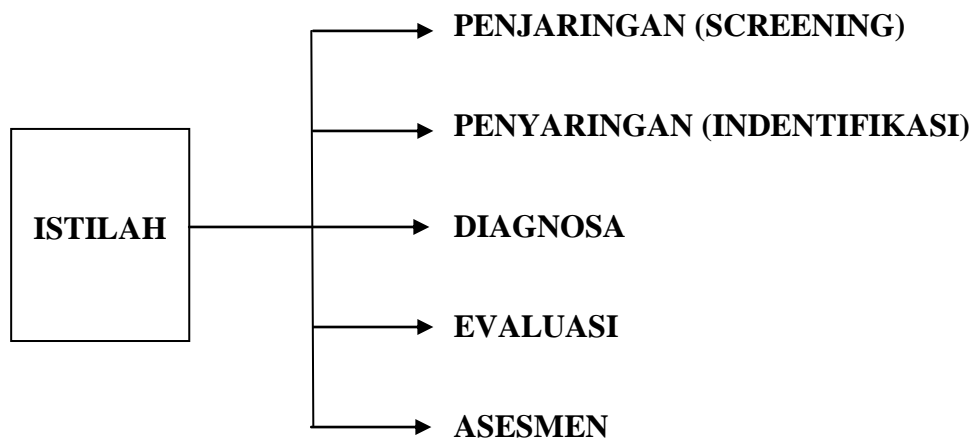 PENJARINGAN (SCREENING)
PENYARINGAN (INDENTIFIKASI)
ISTILAH
DIAGNOSA
EVALUASI
ASESMEN